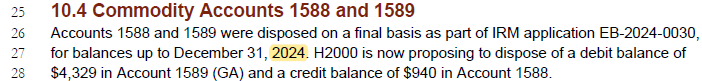 25 10.4 Commodity Accounts 1588 and 1589
26 Accounts 1588 and 1589 were disposed on a final basis as part of IRM application EB-2024-0030,
27 for balances up to December 31, 2024. H2000 is now proposing to dispose of a debit balance of
28 $4,329 in Account 1589 (GA) and a credit balance of $940 in Account 1588.